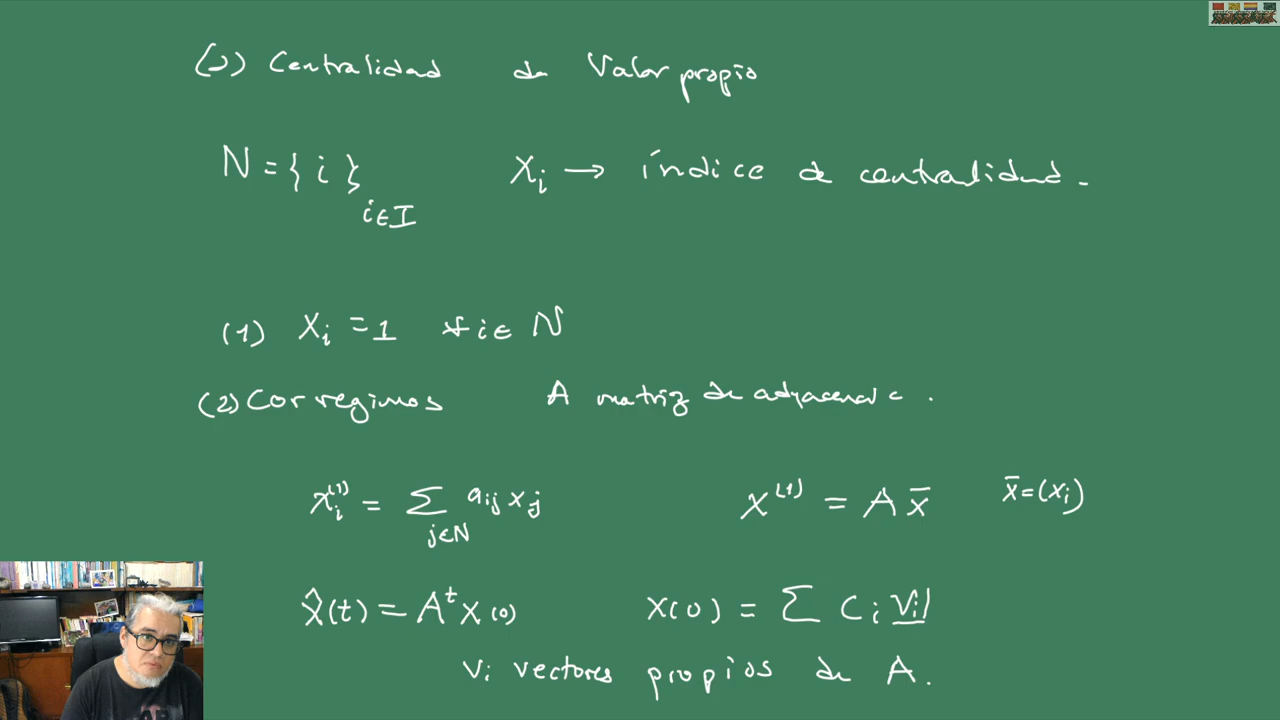 (2) Centralidad de Valor propio
N = { i }_{i∈I} X_i → índice de centralidad.
(1) X_i = 1 ∀ i ∈ N
(2) Corregimos A matriz de adyacencia.
x_i^{(1)} = ∑_{j∈N} a_{ij} x_j X^{(1)} = A x̄ x̄ = (x_i)
x̂(t) = A^t X(0) X(0) = ∑ C_i V_i
V_i vectores propios de A.